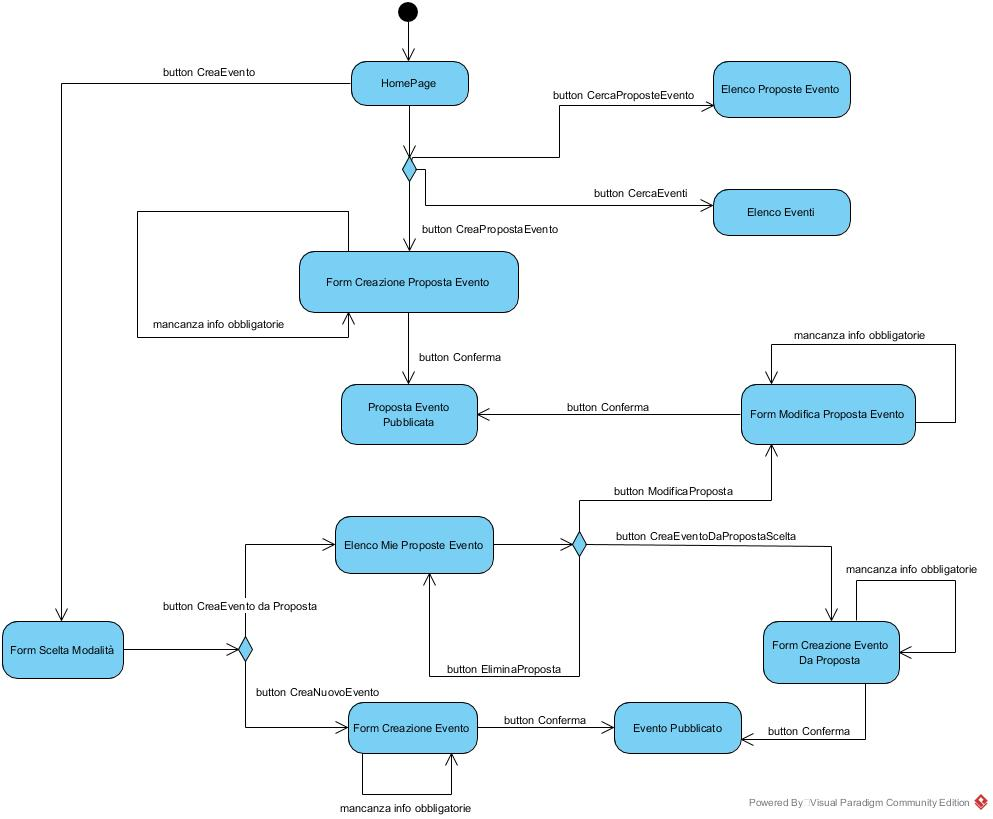 button CreaEvento
HomePage
button CercaProposteEvento
Elenco Proposte Evento
button CercaEventi
Elenco Eventi
button CreaPropostaEvento
Form Creazione Proposta Evento
mancanza info obbligatorie
button Conferma
mancanza info obbligatorie
Proposta Evento
Pubblicata
button Conferma
Form Modifica Proposta Evento
button ModificaProposta
Elenco Mie Proposte Evento
button CreaEventoDaPropostaScelta
mancanza info obbligatorie
button CreaEvento da Proposta
Form Scelta Modalità
Form Creazione Evento
Da Proposta
button EliminaProposta
button CreaNuovoEvento
Form Creazione Evento
button Conferma
Evento Pubblicato
button Conferma
mancanza info obbligatorie
Powered By Visual Paradigm Community Edition